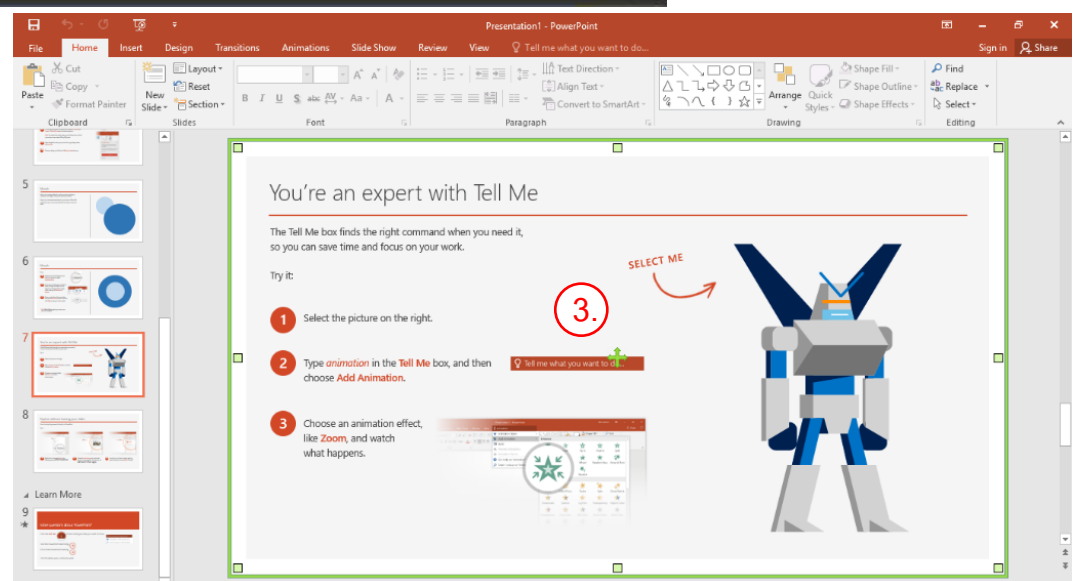 Presentation1 - PowerPoint
File Home Insert Design Transitions Animations Slide Show Review View Tell me what you want to do... Sign in Share
Paste
Cut
Copy
Format Painter
Clipboard
New
Slide
Layout
Reset
Section
Slides
B I U S abc AV Aa A
Font
Text Direction
Align Text
Convert to SmartArt
Paragraph
Arrange
Quick
Styles
Shape Fill
Shape Outline
Shape Effects
Drawing
Find
Replace
Select
Editing
5
6
7
8
Learn More
9
You're an expert with Tell Me
The Tell Me box finds the right command when you need it,
so you can save time and focus on your work.
Try it:
SELECT ME
3.
1 Select the picture on the right.
2 Type animation in the Tell Me box, and then
choose Add Animation.
Tell me what you want to do...
3 Choose an animation effect,
like Zoom, and watch
what happens.